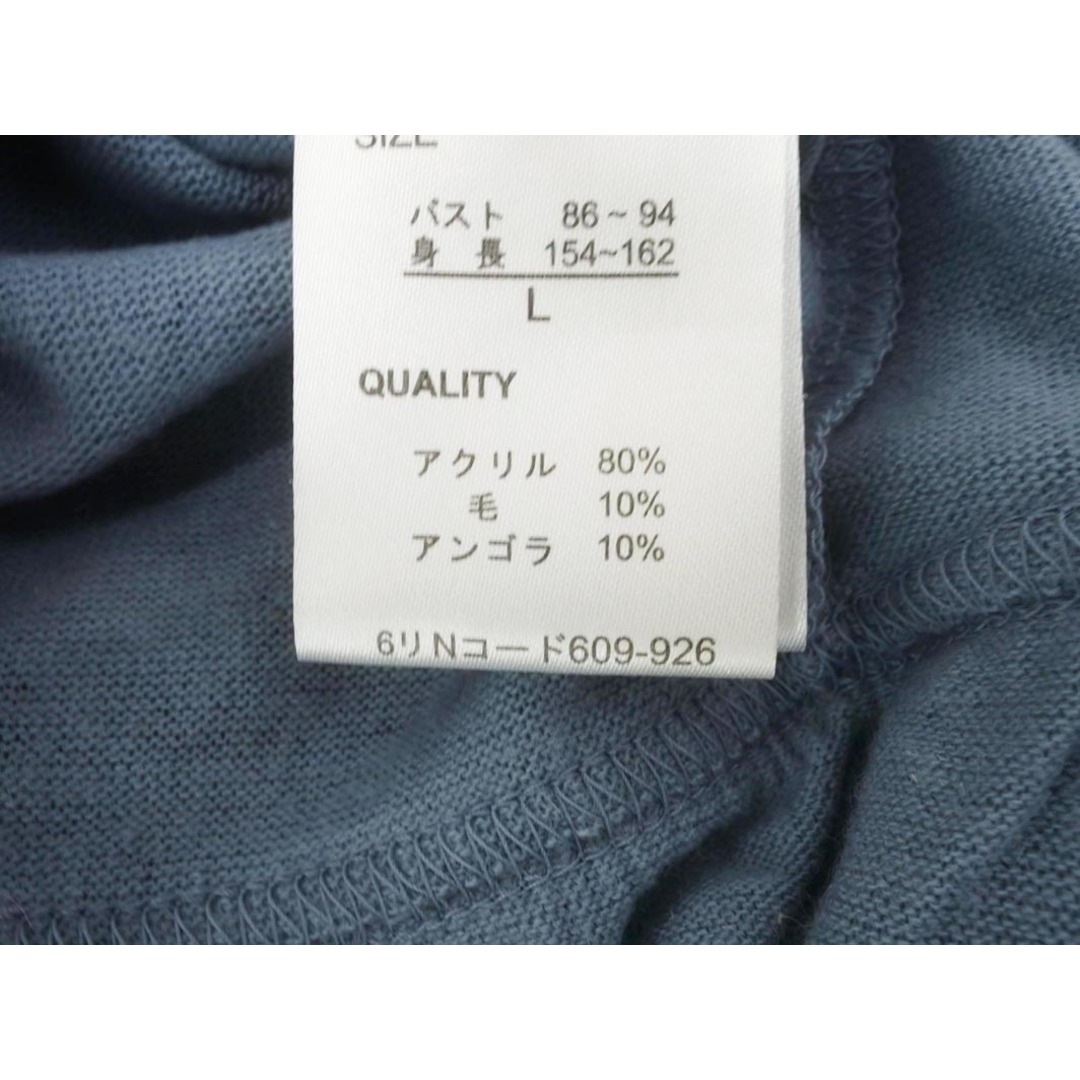 SIZE
バスト 86~94
身長 154~162
L
QUALITY
アクリル 80%
毛 10%
アンゴラ 10%
6リNコード609-926